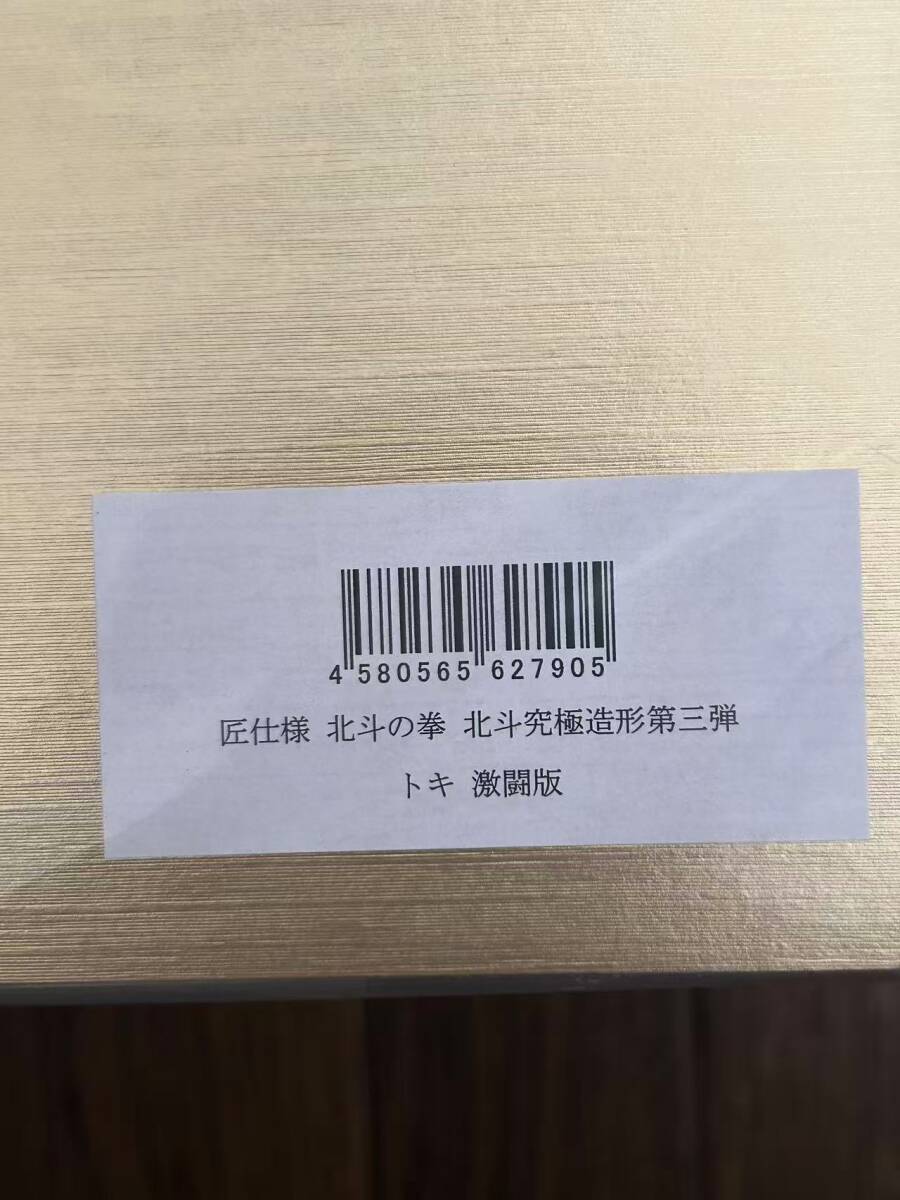 4 580565 627905
匠仕様 北斗の拳 北斗究極造形第三弾
トキ 激闘版